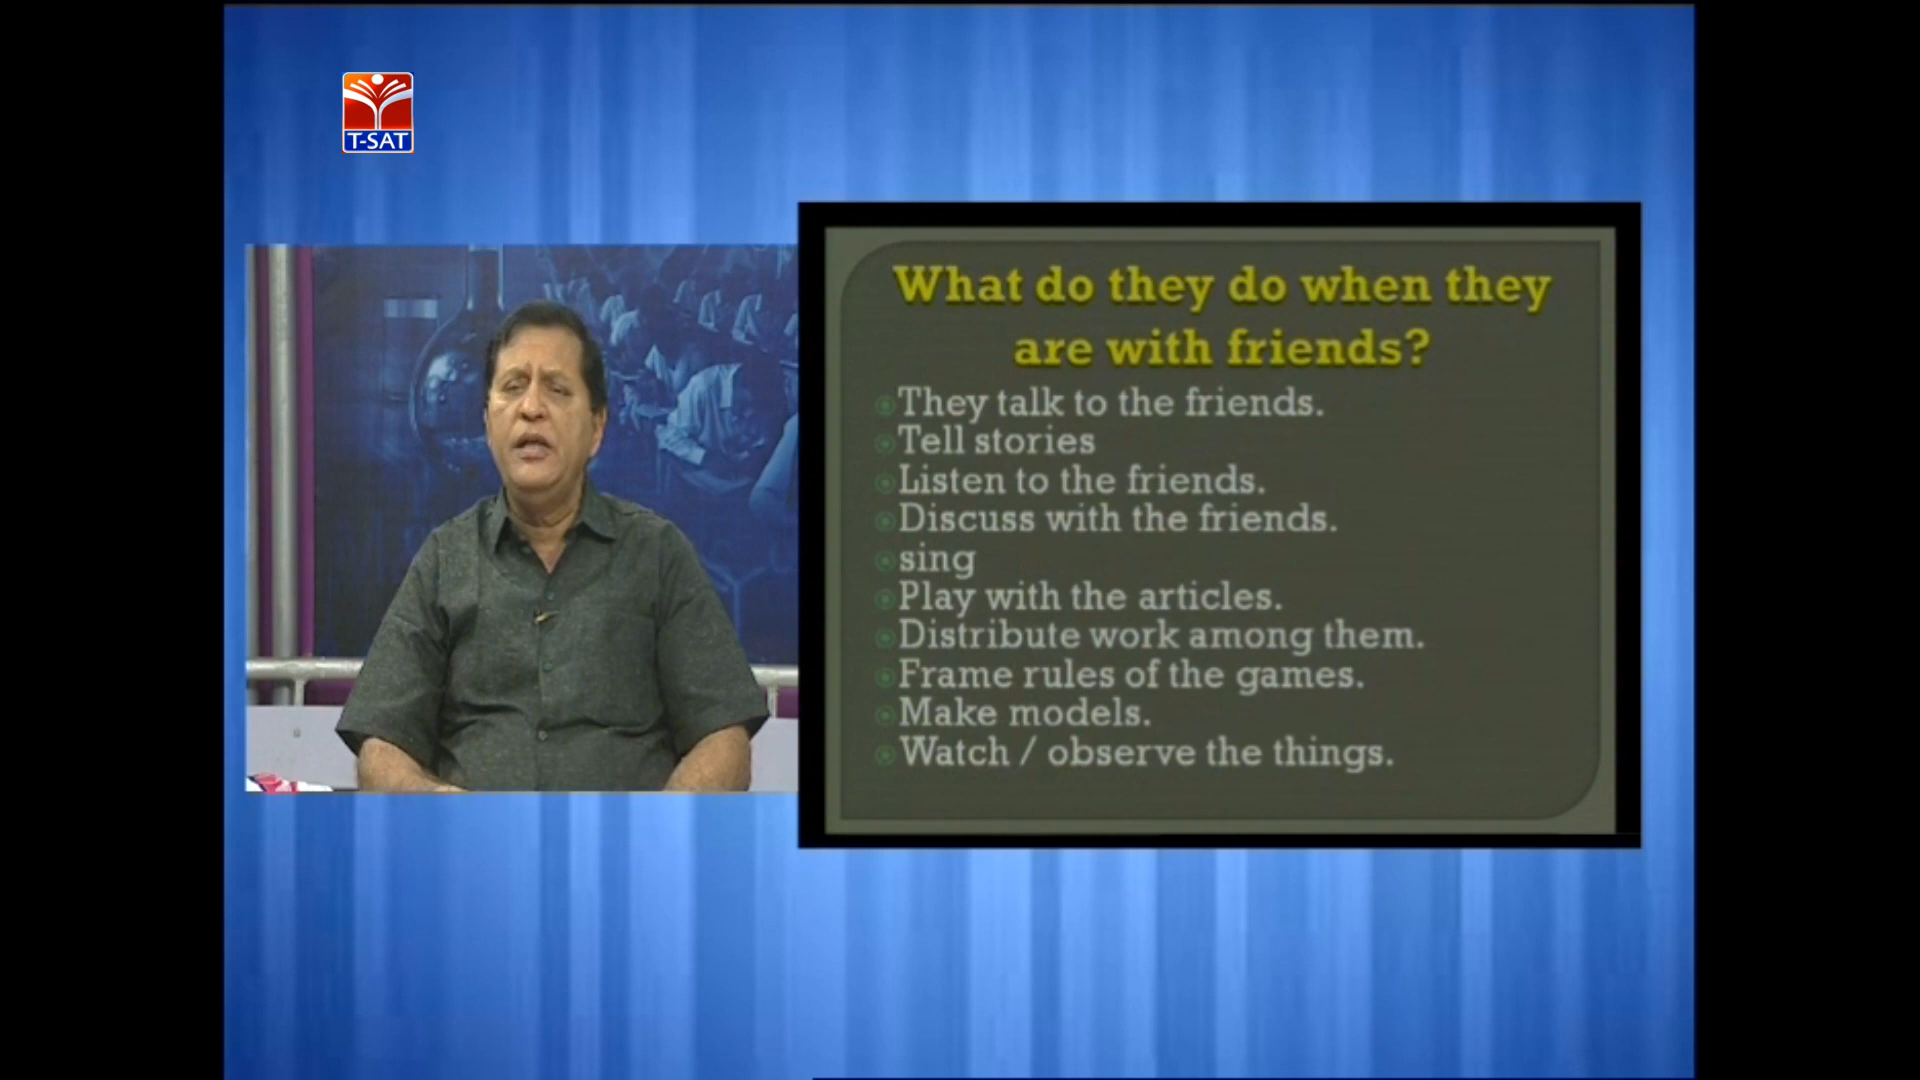 T-SAT
What do they do when they
are with friends?
They talk to the friends.
Tell stories
Listen to the friends.
Discuss with the friends.
sing
Play with the articles.
Distribute work among them.
Frame rules of the games.
Make models.
Watch / observe the things.